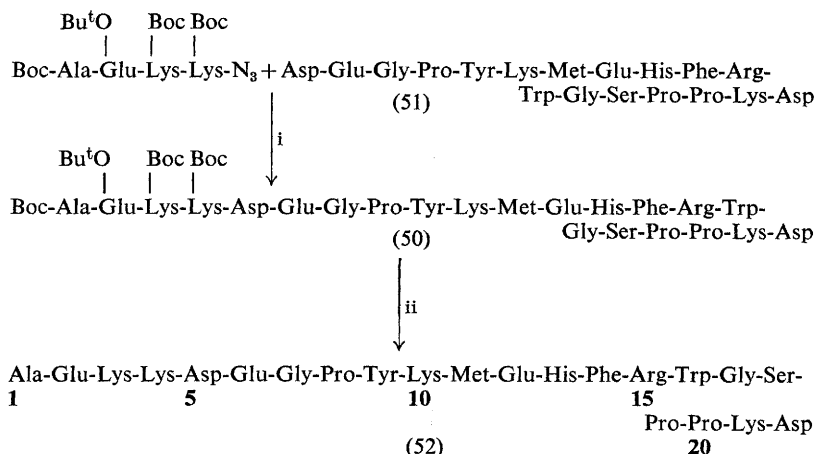 BuᵗO Boc Boc
Boc-Ala-Glu-Lys-Lys-N₃+Asp-Glu-Gly-Pro-Tyr-Lys-Met-Glu-His-Phe-Arg-
Trp-Gly-Ser-Pro-Pro-Lys-Asp
(51)
i
BuᵗO Boc Boc
Boc-Ala-Glu-Lys-Lys-Asp-Glu-Gly-Pro-Tyr-Lys-Met-Glu-His-Phe-Arg-Trp-
Gly-Ser-Pro-Pro-Lys-Asp
(50)
ii
Ala-Glu-Lys-Lys-Asp-Glu-Gly-Pro-Tyr-Lys-Met-Glu-His-Phe-Arg-Trp-Gly-Ser-
1 5 10 15
Pro-Pro-Lys-Asp
(52) 20